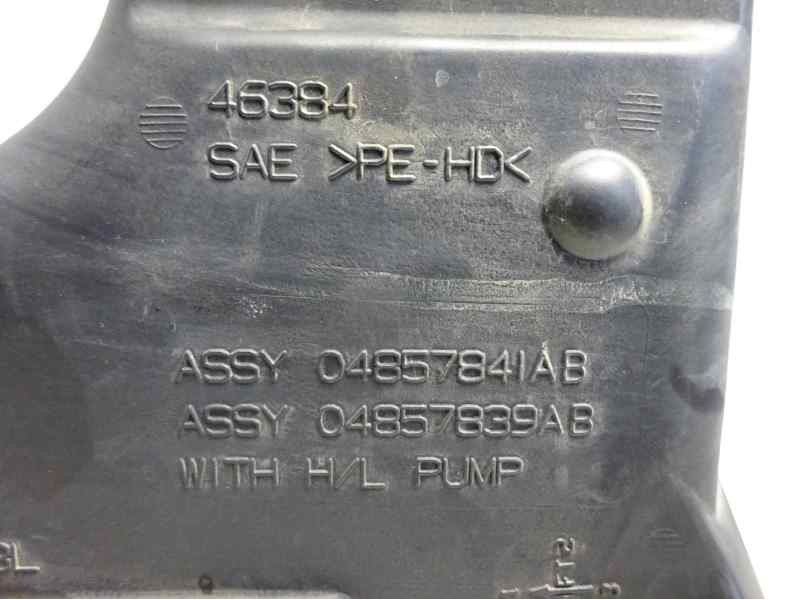 46384
SAE >PE-HD<
ASSY 04857841AB
ASSY 04857839AB
WITH H/L PUMP